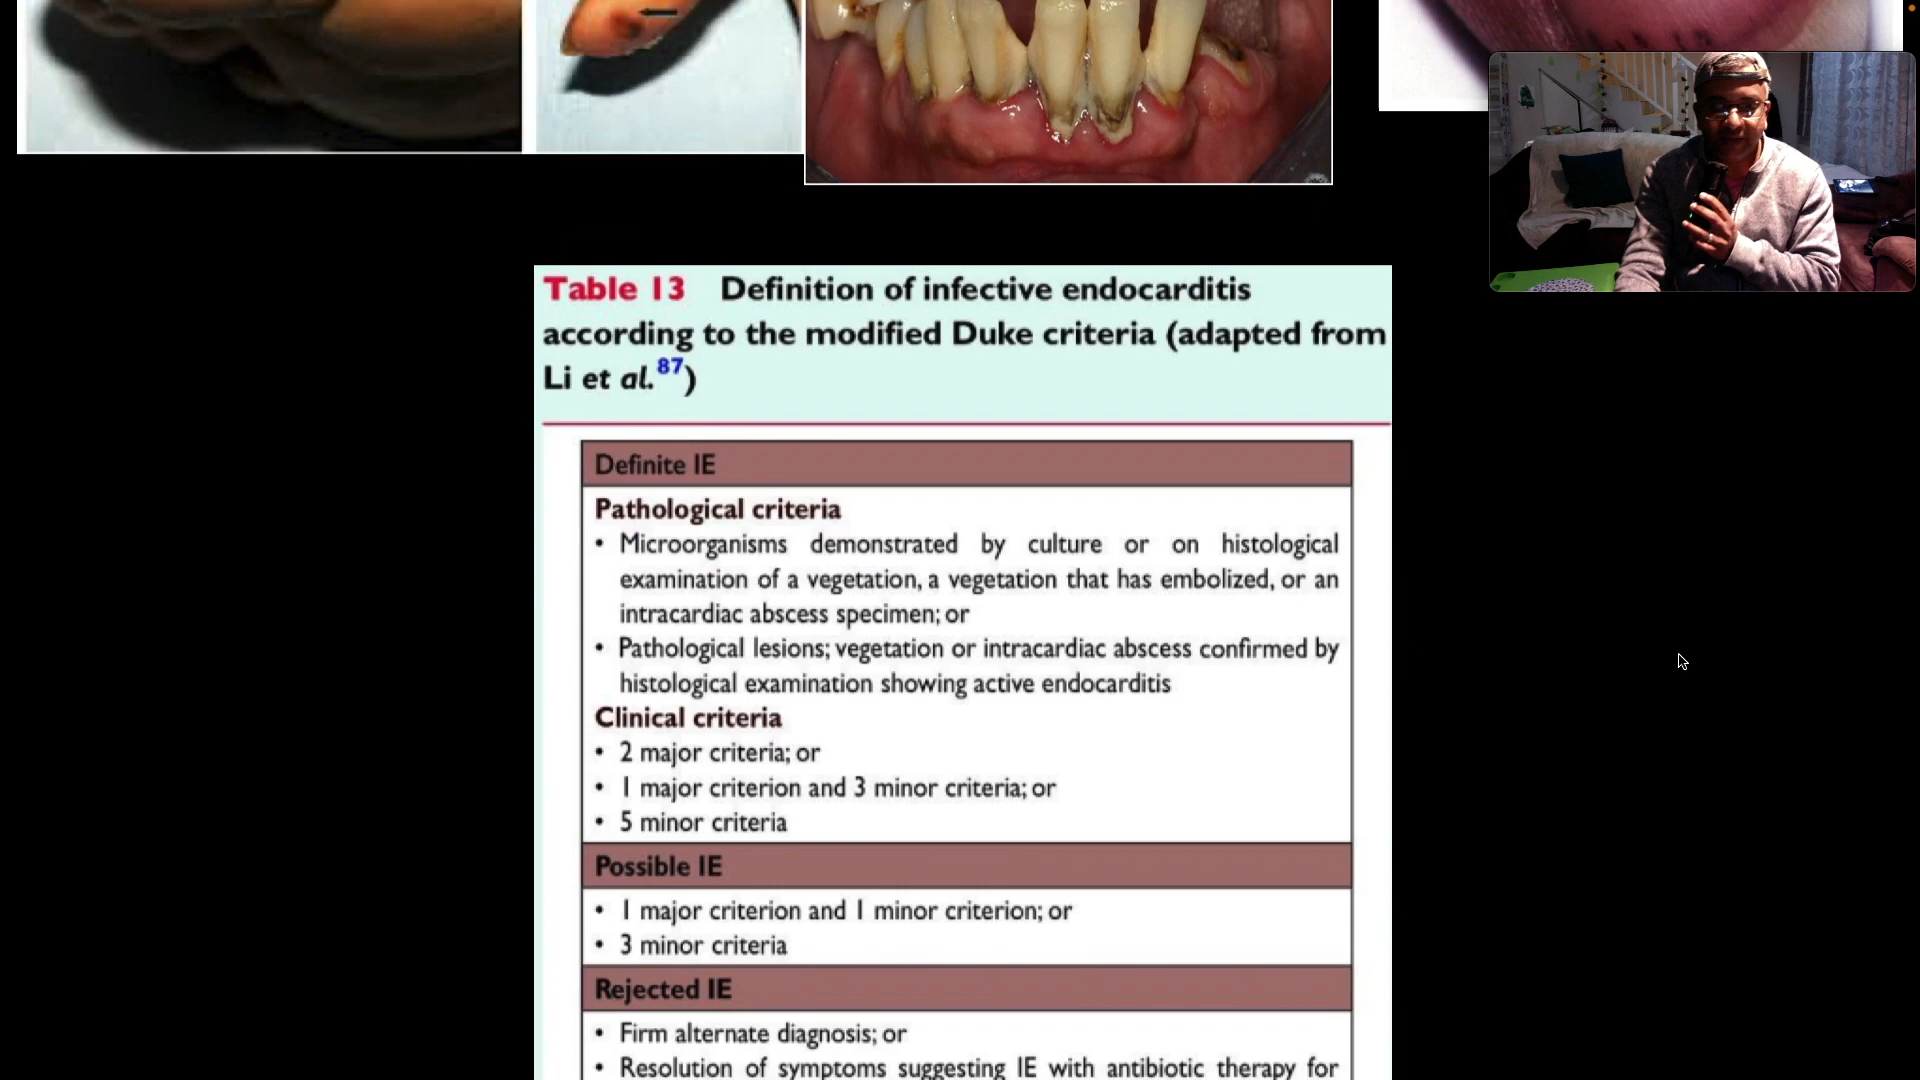 Table 13 Definition of infective endocarditis
according to the modified Duke criteria (adapted from
Li et al.87)
Definite IE
Pathological criteria
• Microorganisms demonstrated by culture or on histological
examination of a vegetation, a vegetation that has embolized, or an
intracardiac abscess specimen; or
• Pathological lesions; vegetation or intracardiac abscess confirmed by
histological examination showing active endocarditis
Clinical criteria
• 2 major criteria; or
• 1 major criterion and 3 minor criteria; or
• 5 minor criteria
Possible IE
• 1 major criterion and 1 minor criterion; or
• 3 minor criteria
Rejected IE
• Firm alternate diagnosis; or
• Resolution of symptoms suggesting IE with antibiotic therapy for